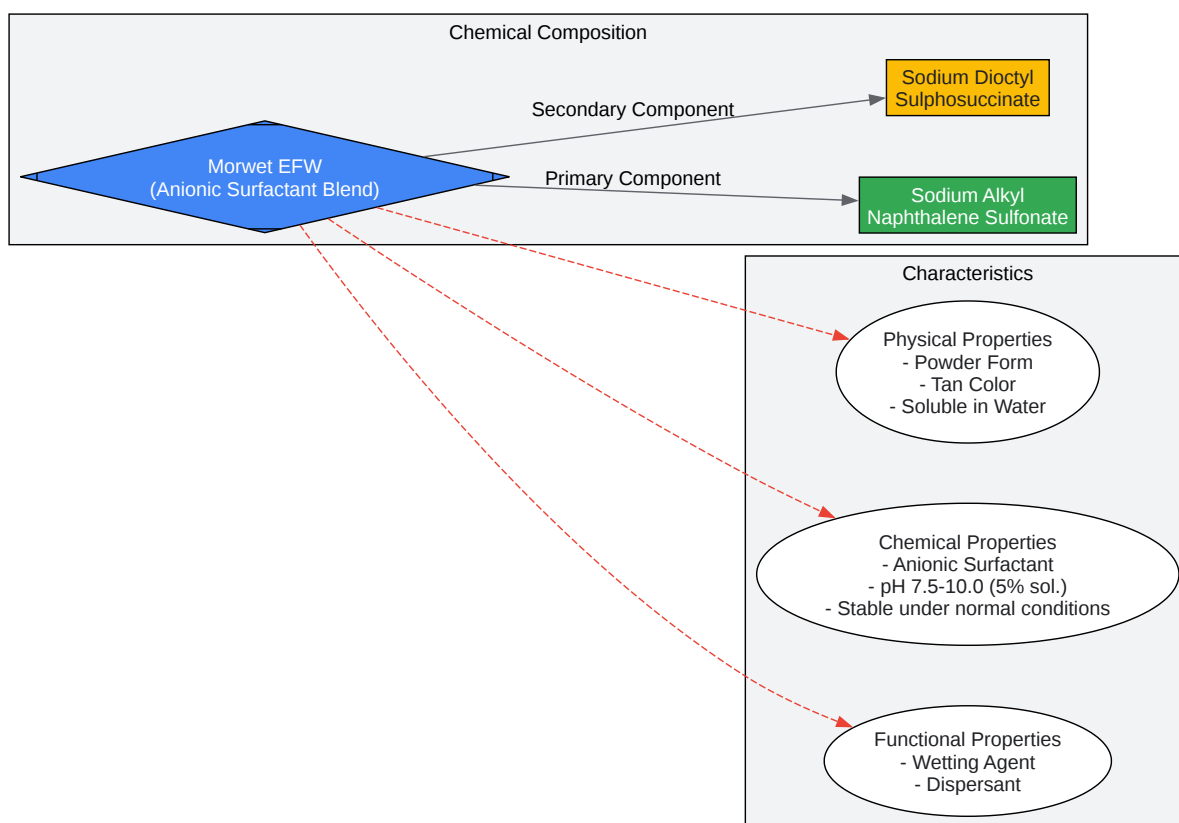 Chemical Composition
Sodium Dioctyl
Sulphosuccinate
Secondary Component
Morwet EFW
(Anionic Surfactant Blend)
Primary Component
Sodium Alkyl
Naphthalene Sulfonate
Characteristics
Physical Properties
- Powder Form
- Tan Color
- Soluble in Water
Chemical Properties
- Anionic Surfactant
- pH 7.5-10.0 (5% sol.)
- Stable under normal conditions
Functional Properties
- Wetting Agent
- Dispersant